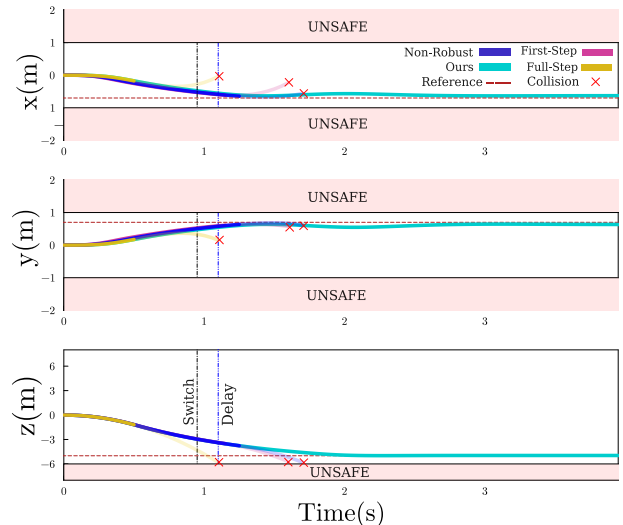 2
UNSAFE
1
Non-Robust First-Step
Ours Full-Step
Reference Collision
x(m)
0
−1
UNSAFE
−2
0 1 2 3
2
UNSAFE
1
y(m)
0
−1
UNSAFE
−2
0 1 2 3
6
3
z(m)
0
Switch
Delay
−3
−6
UNSAFE
0 1 2 3
Time(s)